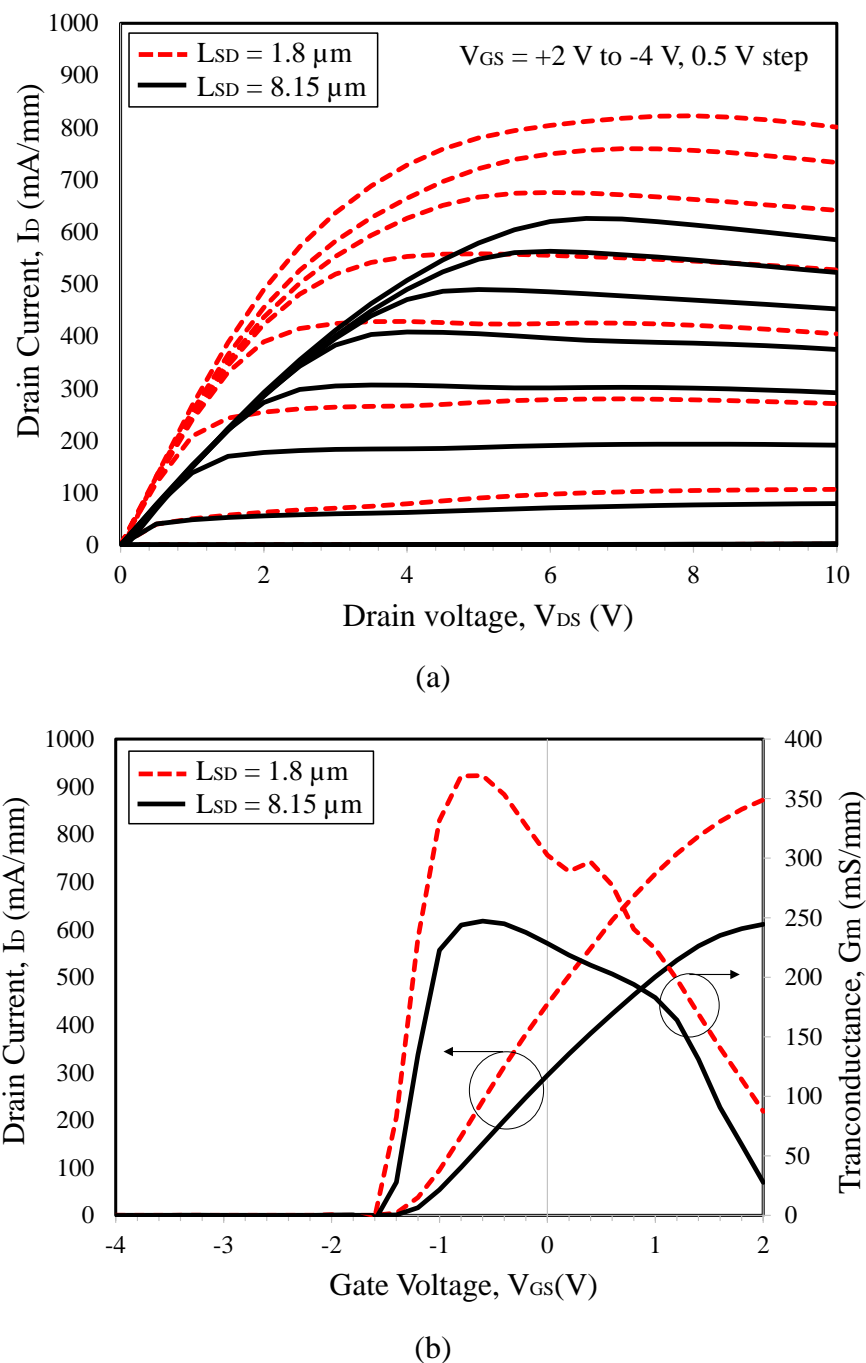 LSD = 1.8 µm
LSD = 8.15 µm
VGS = +2 V to -4 V, 0.5 V step
Drain Current, ID (mA/mm)
1000
900
800
700
600
500
400
300
200
100
0
0 2 4 6 8 10
Drain voltage, VDS (V)
(a)
LSD = 1.8 µm
LSD = 8.15 µm
Drain Current, ID (mA/mm)
1000
900
800
700
600
500
400
300
200
100
0
400
350
300
250
200
150
100
50
0
Tranconductance, Gm (mS/mm)
-4 -3 -2 -1 0 1 2
Gate Voltage, VGS(V)
(b)